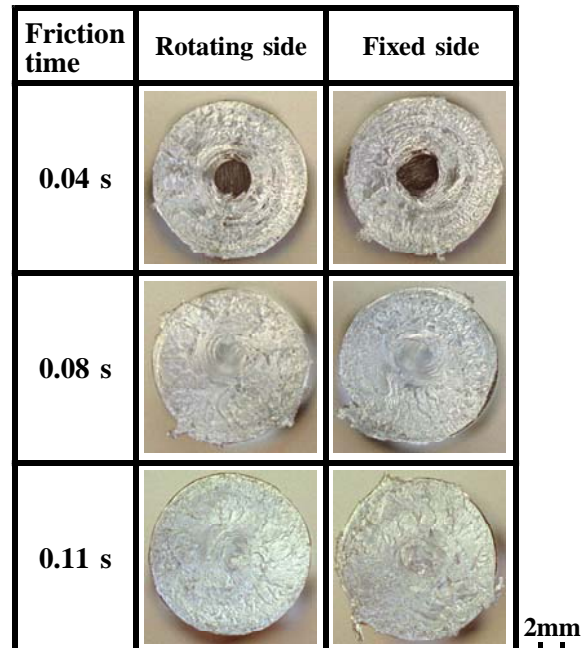 Friction time
Rotating side
Fixed side
0.04 s
0.08 s
0.11 s
2mm